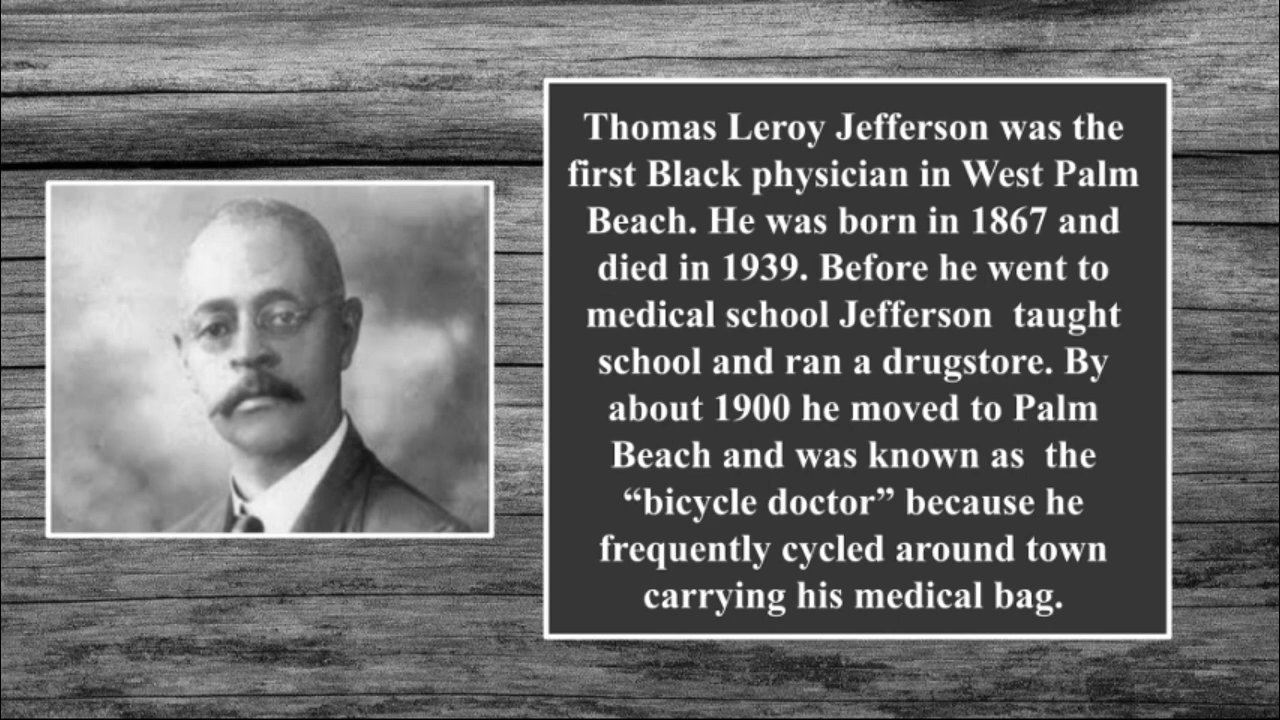 Thomas Leroy Jefferson was the
first Black physician in West Palm
Beach. He was born in 1867 and
died in 1939. Before he went to
medical school Jefferson  taught
school and ran a drugstore. By
about 1900 he moved to Palm
Beach and was known as  the
“bicycle doctor” because he
frequently cycled around town
carrying his medical bag.